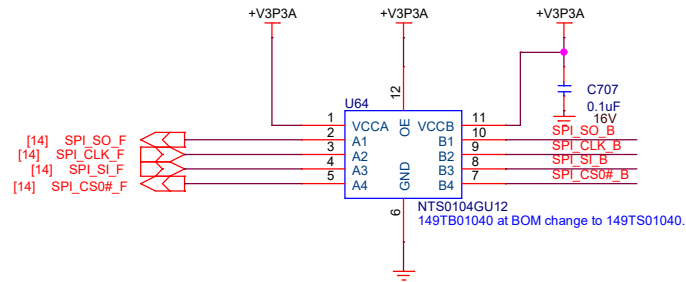 +V3P3A +V3P3A +V3P3A
12
U64
C707
0.1uF
16V
1 VCCA OE VCCB 11
[14] SPI_SO_F 2 A1 B1 10 SPI_SO_B
[14] SPI_CLK_F 3 A2 B2 9 SPI_CLK_B
[14] SPI_SI_F 4 A3 B3 8 SPI_SI_B
[14] SPI_CS0#_F 5 A4 GND B4 7 SPI_CS0#_B
6
NTS0104GU12
149TB01040 at BOM change to 149TS01040.